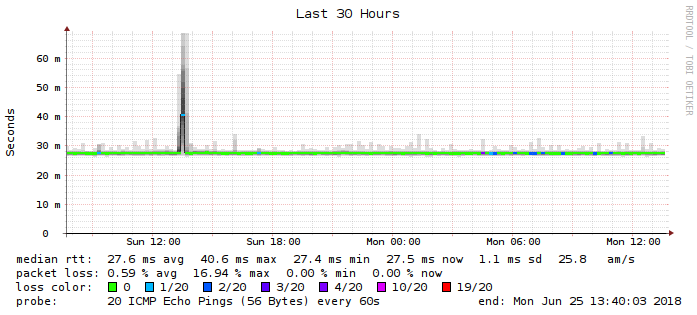 Last 30 Hours
RRDTOOL / TOBI OETIKER
Seconds
60 m
50 m
40 m
30 m
20 m
10 m
0
Sun 12:00 Sun 18:00 Mon 00:00 Mon 06:00 Mon 12:00
median rtt: 27.6 ms avg 40.6 ms max 27.4 ms min 27.5 ms now 1.1 ms sd 25.8 am/s
packet loss: 0.59 % avg 16.94 % max 0.00 % min 0.00 % now
loss color: 0 1/20 2/20 3/20 4/20 10/20 19/20
probe: 20 ICMP Echo Pings (56 Bytes) every 60s end: Mon Jun 25 13:40:03 2018